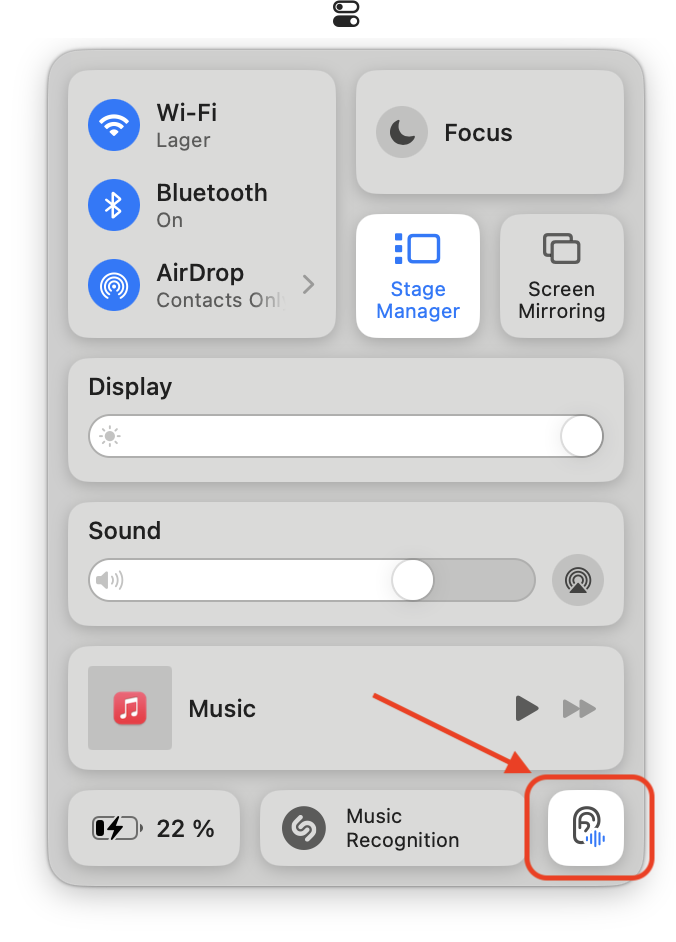 Wi-Fi
Lager
Bluetooth
On
AirDrop
Contacts Onl
Focus
Stage
Manager
Screen
Mirroring
Display
Sound
Music
22 %
Music
Recognition